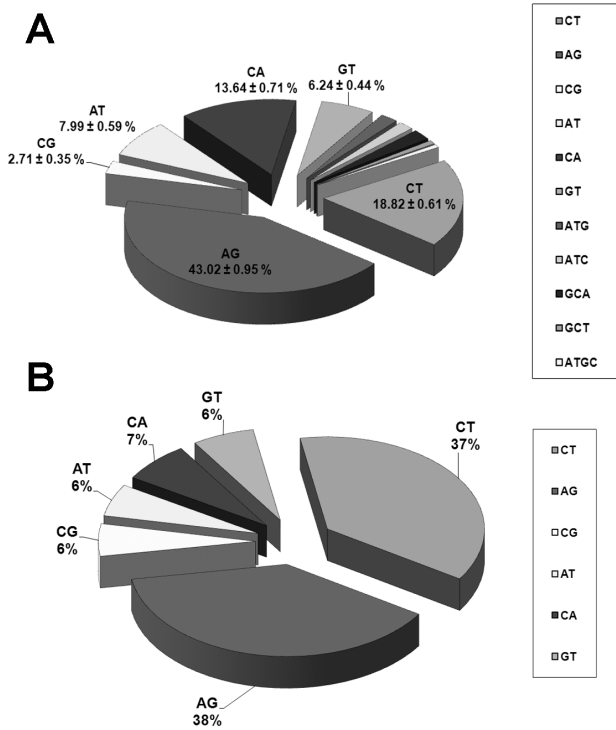 A
CA
13.64 ± 0.71 %
GT
6.24 ± 0.44 %
AT
7.99 ± 0.59 %
CG
2.71 ± 0.35 %
CT
18.82 ± 0.61 %
AG
43.02 ± 0.95 %
CT
AG
CG
AT
CA
GT
ATG
ATC
GCA
GCT
ATGC
B
GT
6%
CA
7%
CT
37%
AT
6%
CG
6%
AG
38%
CT
AG
CG
AT
CA
GT